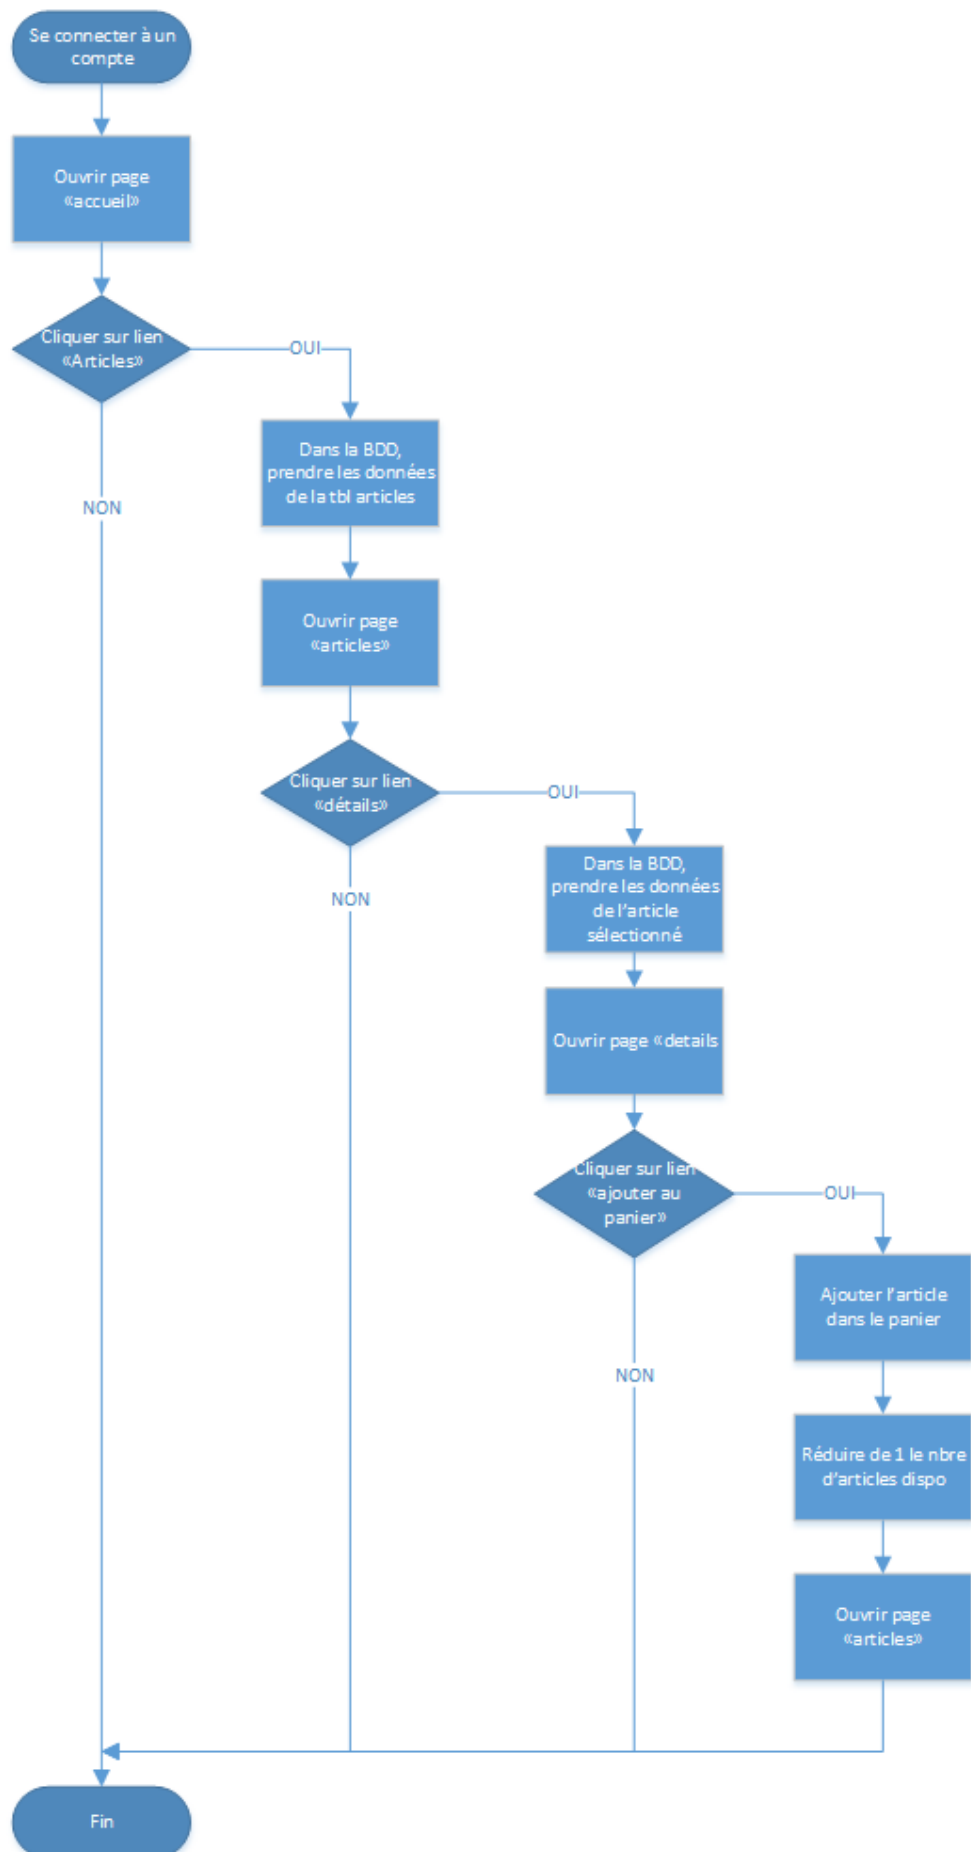 Se connecter à un
compte
Ouvrir page
«accueil»
Cliquer sur lien
«Articles»
OUI
NON
Dans la BDD,
prendre les données
de la tbl articles
Ouvrir page
«articles»
Cliquer sur lien
«détails»
OUI
NON
Dans la BDD,
prendre les données
de l’article
sélectionné
Ouvrir page «details
Cliquer sur lien
«ajouter au
panier»
OUI
NON
Ajouter l’article
dans le panier
Réduire de 1 le nbre
d’articles dispo
Ouvrir page
«articles»
Fin